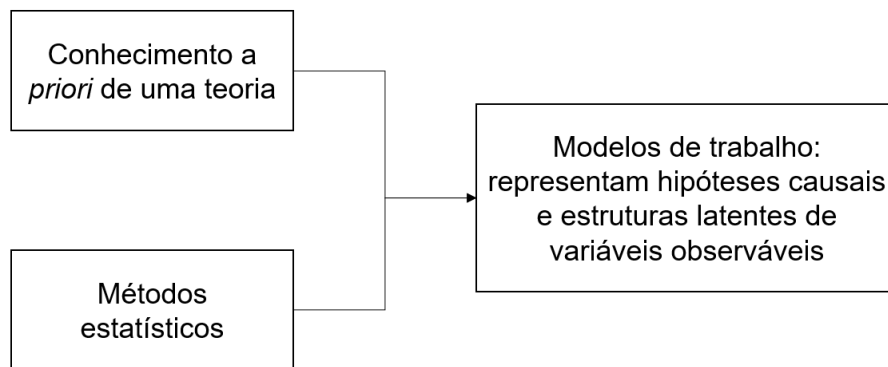 Conhecimento a
priori de uma teoria
Modelos de trabalho:
representam hipóteses causais
e estruturas latentes de
variáveis observáveis
Métodos
estatísticos